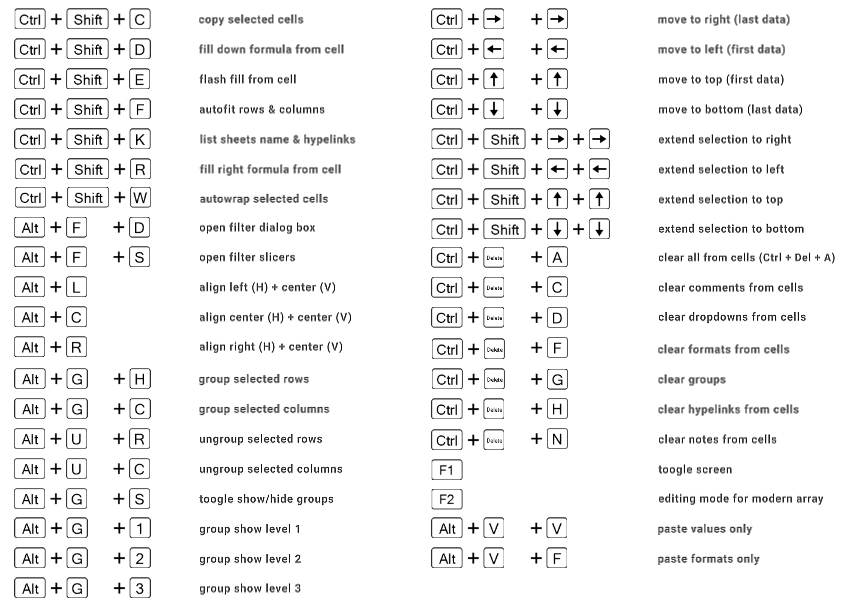 Ctrl + Shift + C copy selected cells
Ctrl + Shift + D fill down formula from cell
Ctrl + Shift + E flash fill from cell
Ctrl + Shift + F autofit rows & columns
Ctrl + Shift + K list sheets name & hypelinks
Ctrl + Shift + R fill right formula from cell
Ctrl + Shift + W autowrap selected cells
Alt + F + D open filter dialog box
Alt + F + S open filter slicers
Alt + L align left (H) + center (V)
Alt + C align center (H) + center (V)
Alt + R align right (H) + center (V)
Alt + G + H group selected rows
Alt + G + C group selected columns
Alt + U + R ungroup selected rows
Alt + U + C ungroup selected columns
Alt + G + S toogle show/hide groups
Alt + G + 1 group show level 1
Alt + G + 2 group show level 2
Alt + G + 3 group show level 3
Ctrl + → + → move to right (last data)
Ctrl + ← + ← move to left (first data)
Ctrl + ↑ + ↑ move to top (first data)
Ctrl + ↓ + ↓ move to bottom (last data)
Ctrl + Shift + → + → extend selection to right
Ctrl + Shift + ← + ← extend selection to left
Ctrl + Shift + ↑ + ↑ extend selection to top
Ctrl + Shift + ↓ + ↓ extend selection to bottom
Ctrl + Delete + A clear all from cells (Ctrl + Del + A)
Ctrl + Delete + C clear comments from cells
Ctrl + Delete + D clear dropdowns from cells
Ctrl + Delete + F clear formats from cells
Ctrl + Delete + G clear groups
Ctrl + Delete + H clear hypelinks from cells
Ctrl + Delete + N clear notes from cells
F1 toogle screen
F2 editing mode for modern array
Alt + V + V paste values only
Alt + V + F paste formats only